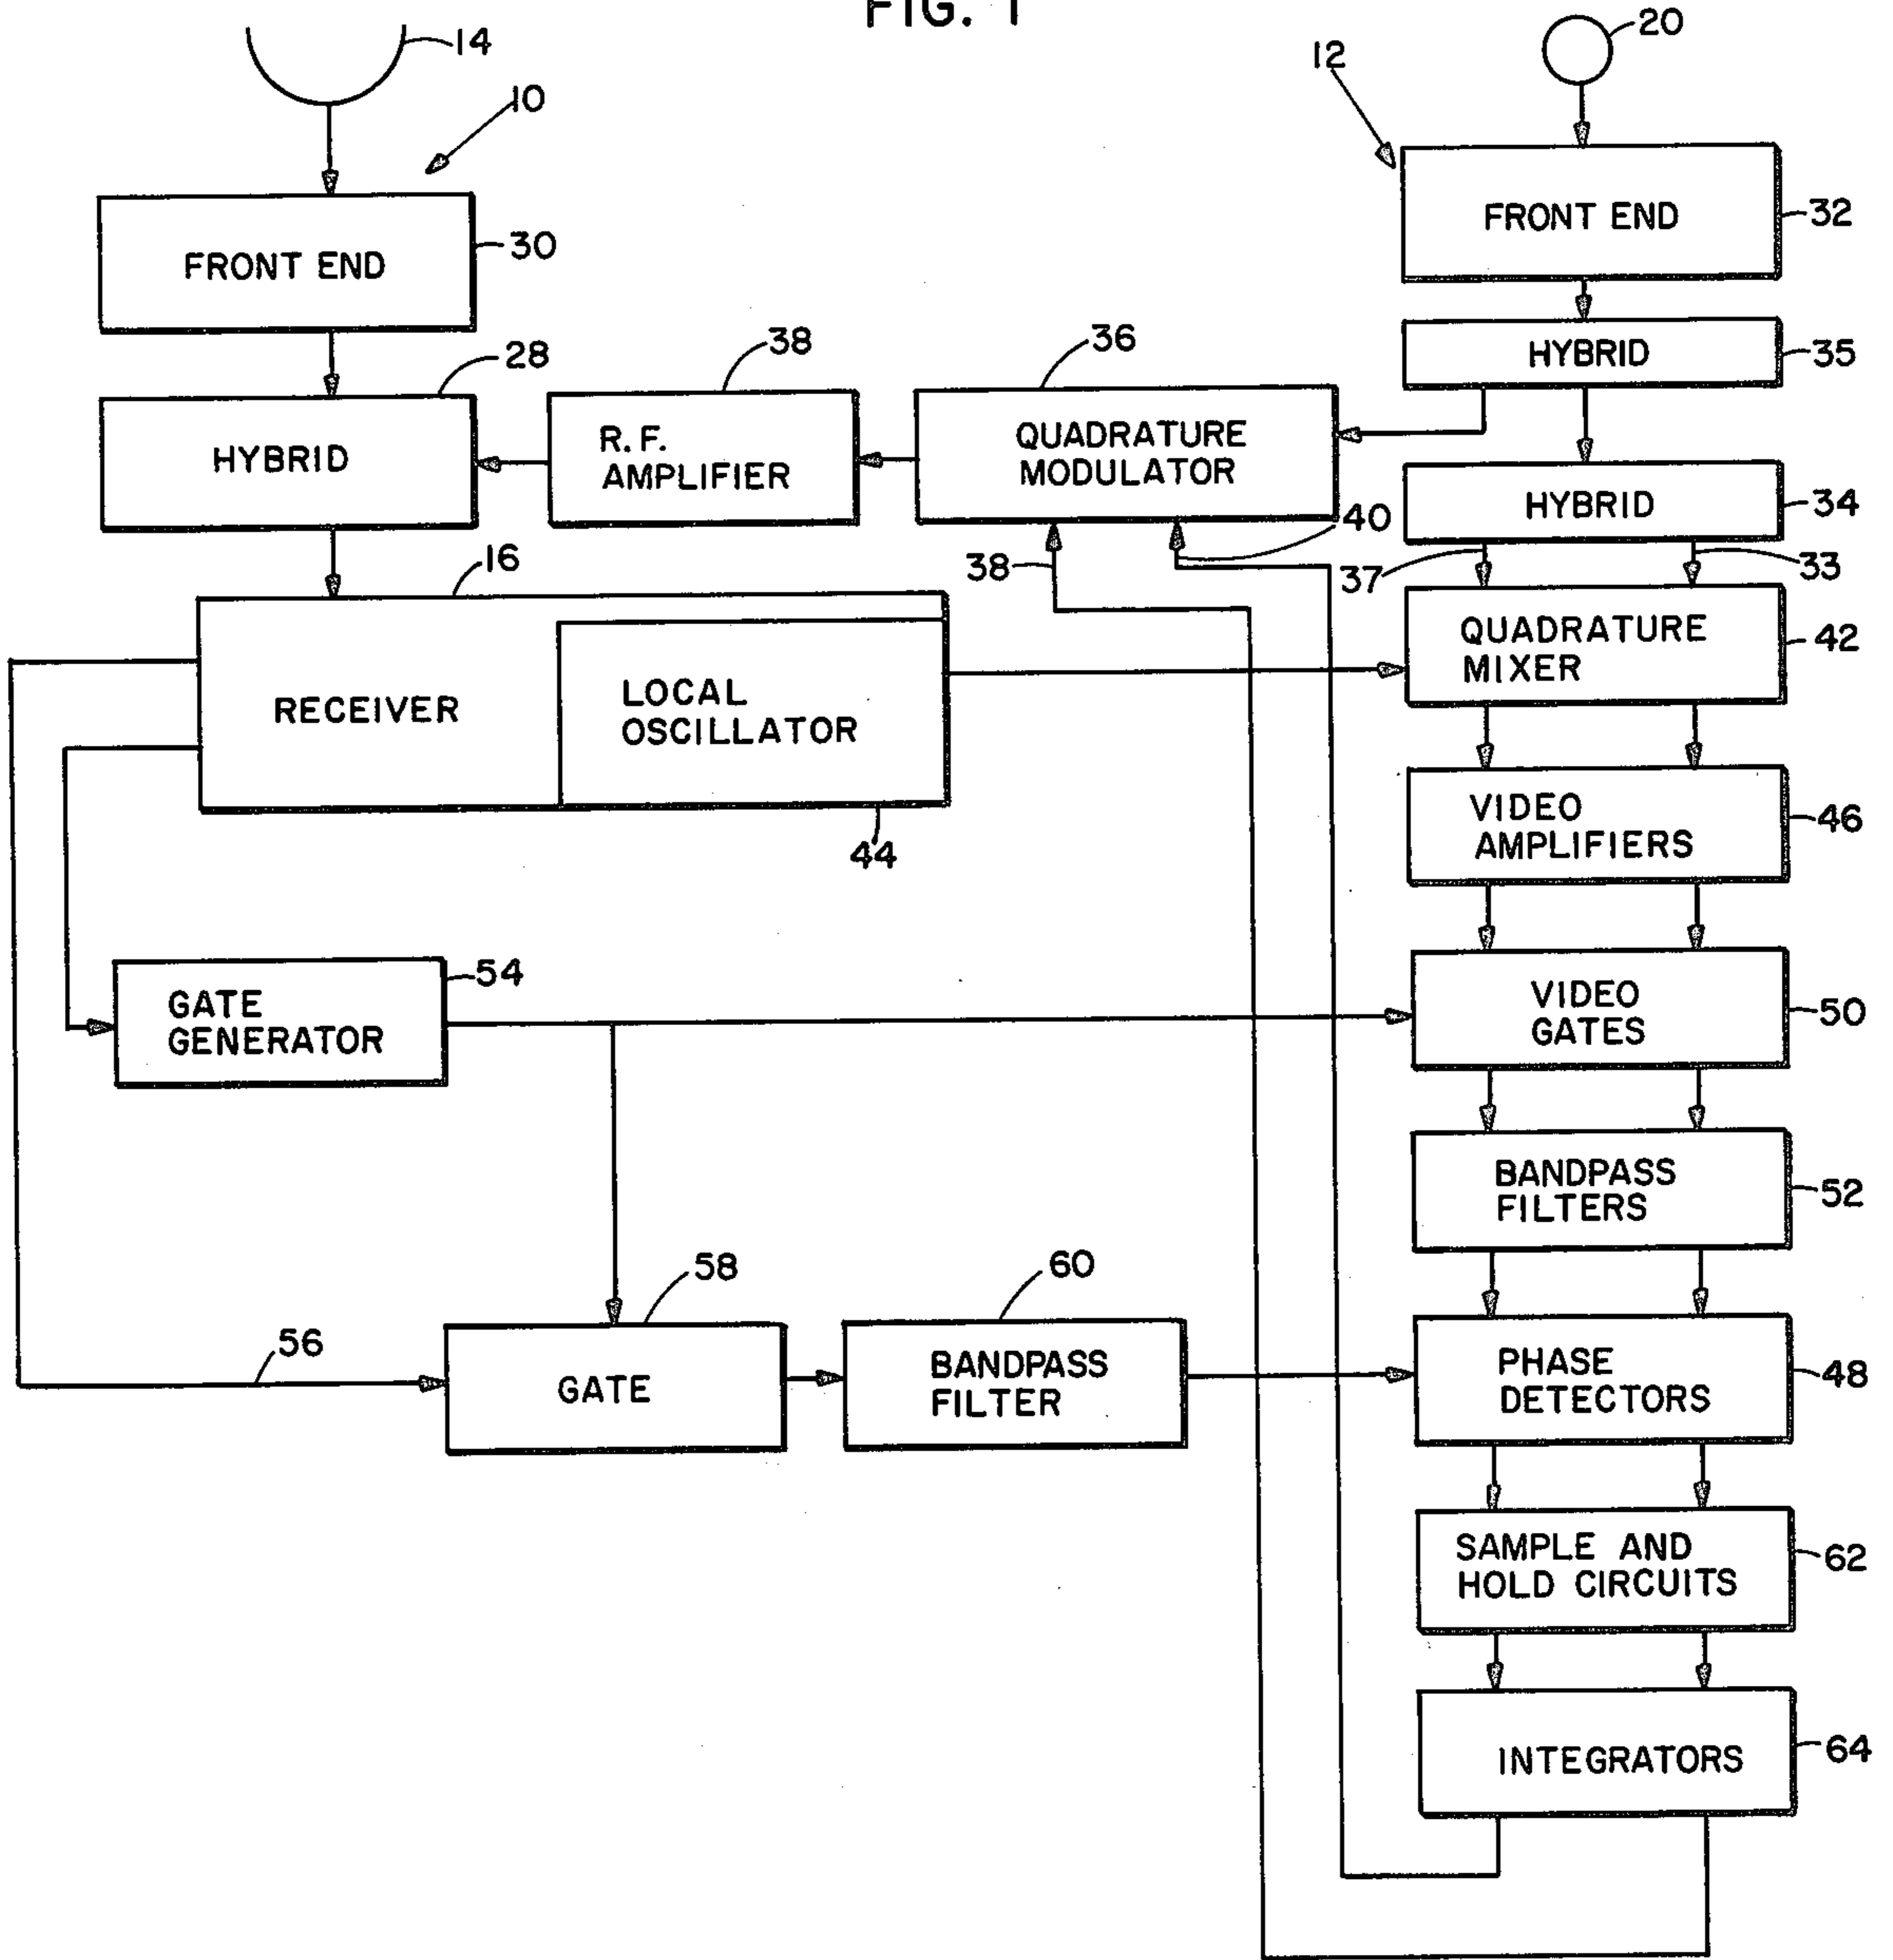 FIG. 1
14
20
12
10
FRONT END
32
FRONT END
30
HYBRID
35
28
38
36
HYBRID
R.F.
AMPLIFIER
QUADRATURE
MODULATOR
HYBRID
34
40
38
37
33
16
QUADRATURE
MIXER
42
RECEIVER
LOCAL
OSCILLATOR
44
VIDEO
AMPLIFIERS
46
54
GATE
GENERATOR
VIDEO
GATES
50
BANDPASS
FILTERS
52
58
60
56
GATE
BANDPASS
FILTER
PHASE
DETECTORS
48
SAMPLE AND
HOLD CIRCUITS
62
INTEGRATORS
64